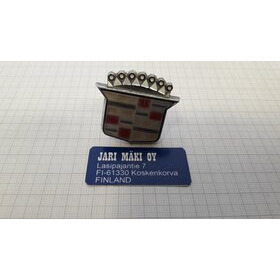 JARI MÄKI OY
Lasipajantie 7
FI-61330 Koskenkorva
FINLAND